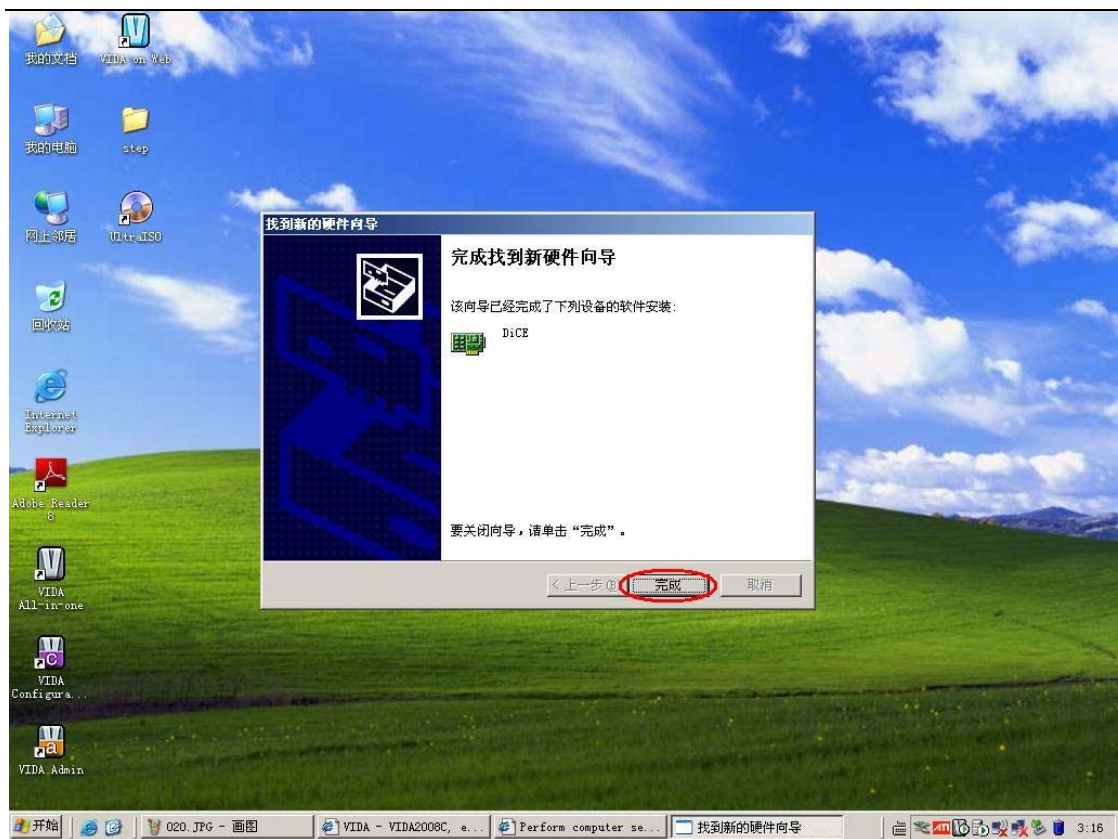 我的文档
VIDA on Web
我的电脑
step
网上邻居
UltraISO
回收站
Internet
Explorer
Adobe Reader
8
VIDA
All-in-one
VIDA
Configura...
VIDA Admin
找到新的硬件向导
完成找到新硬件向导
该向导已经完成了下列设备的软件安装:
DiCE
要关闭向导,请单击“完成”。
<上一步(B)
完成
取消
开始
020.JPG - 画图
VIDA - VIDA2008C, e...
Perform computer se...
找到新的硬件向导
3:16